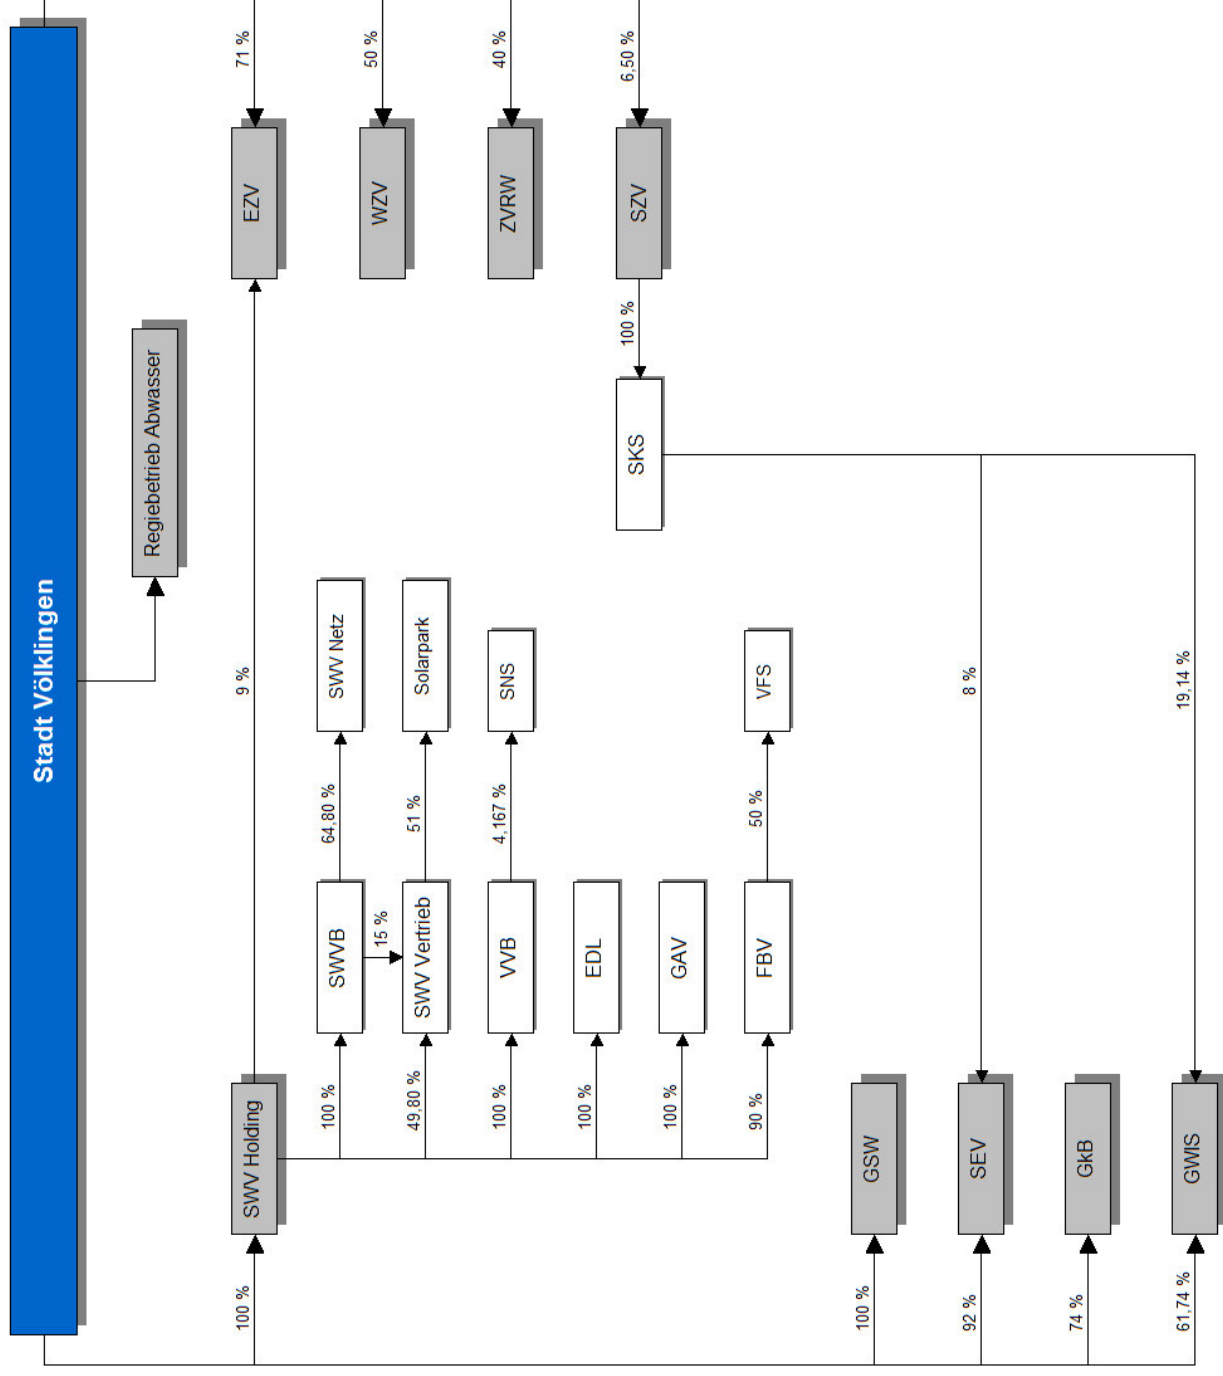 Stadt Völklingen
Regiebetrieb Abwasser
100 %
SWV Holding
9 %
EZV
71 %
100 %
SWVB
64,80 %
SWV Netz
15 %
49,80 %
SWV Vertrieb
51 %
Solarpark
WZV
50 %
100 %
VVB
4,167 %
SNS
ZVRW
40 %
100 %
EDL
100 %
SKS
100 %
SZV
6,50 %
GAV
90 %
FBV
50 %
VFS
100 %
GSW
92 %
SEV
8 %
74 %
GkB
61,74 %
GWIS
19,14 %